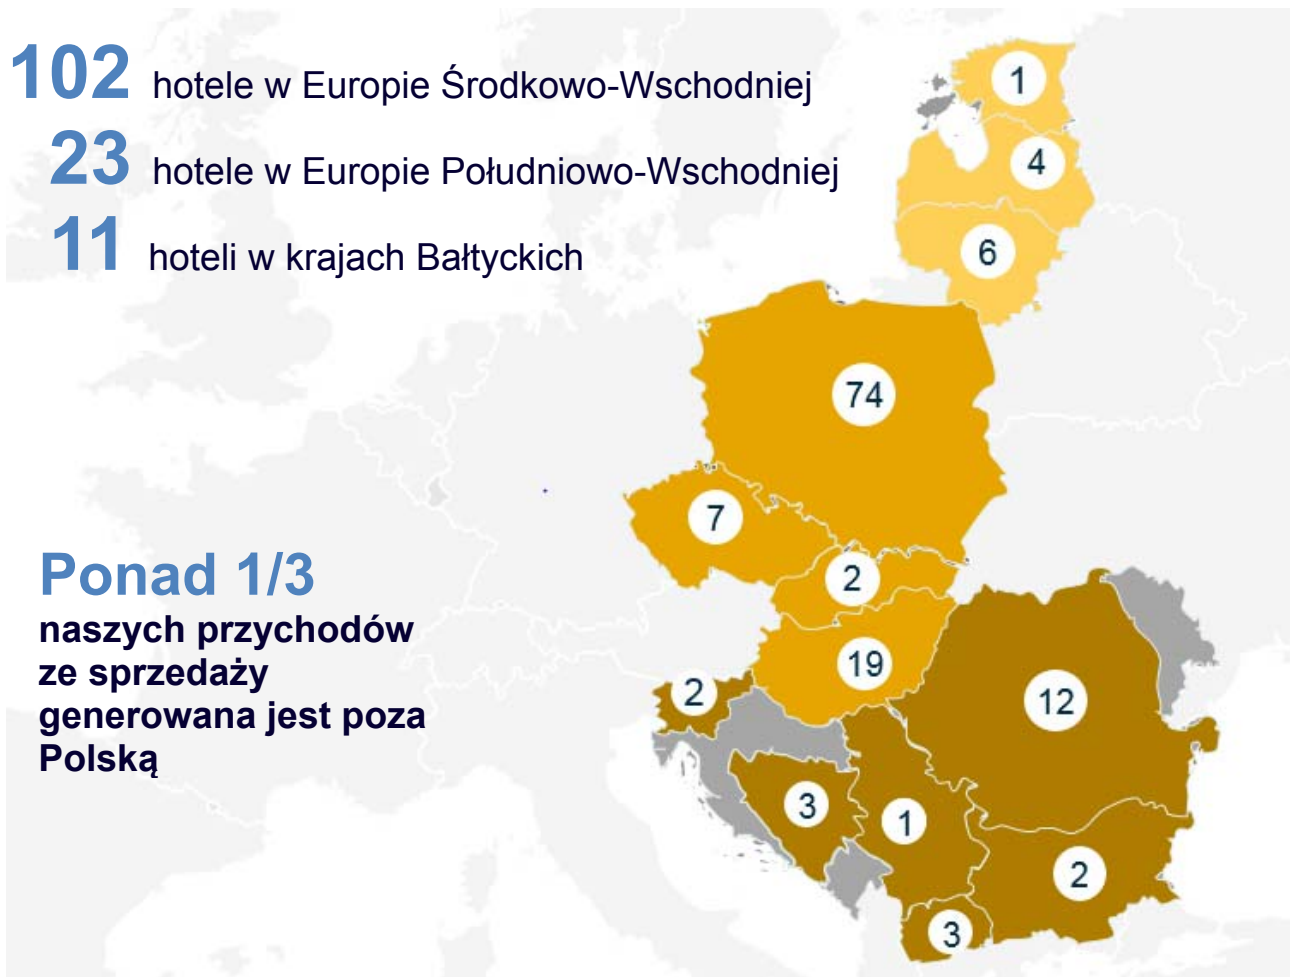 102 hotele w Europie Środkowo-Wschodniej
23 hotele w Europie Południowo-Wschodniej
11 hoteli w krajach Bałtyckich
1
4
6
74
7
2
19
2
12
3
1
2
3
Ponad 1/3
naszych przychodów
ze sprzedaży
generowana jest poza
Polską